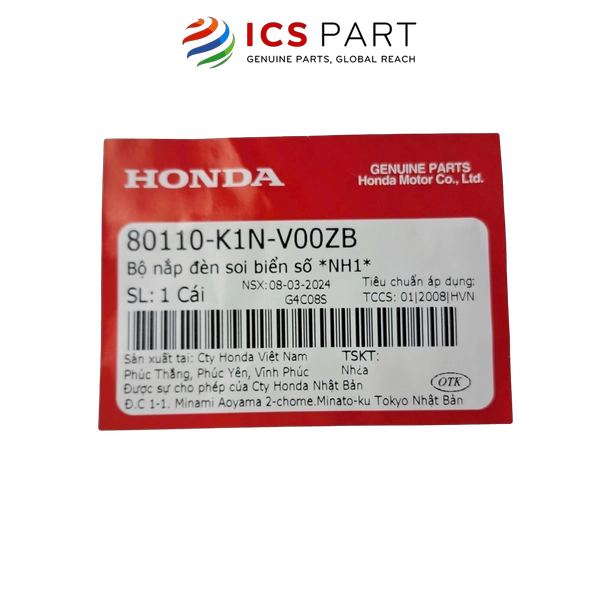 ICS PART
GENUINE PARTS, GLOBAL REACH
HONDA
GENUINE PARTS
Honda Motor Co., Ltd.
80110-K1N-V00ZB
Bộ nắp đèn soi biển số *NH1*
SL: 1 Cái
NSX: 08-03-2024
G4C08S
Tiêu chuẩn áp dụng:
TCCS: 01|2008|HVN
Sản xuất tại: Cty Honda Việt Nam
Phúc Thắng, Phúc Yên, Vĩnh Phúc
TSKT:
Nhựa
Được sự cho phép của Cty Honda Nhật Bản
Đ.C 1-1. Minami Aoyama 2-chome.Minato-ku Tokyo Nhật Bản
OTK